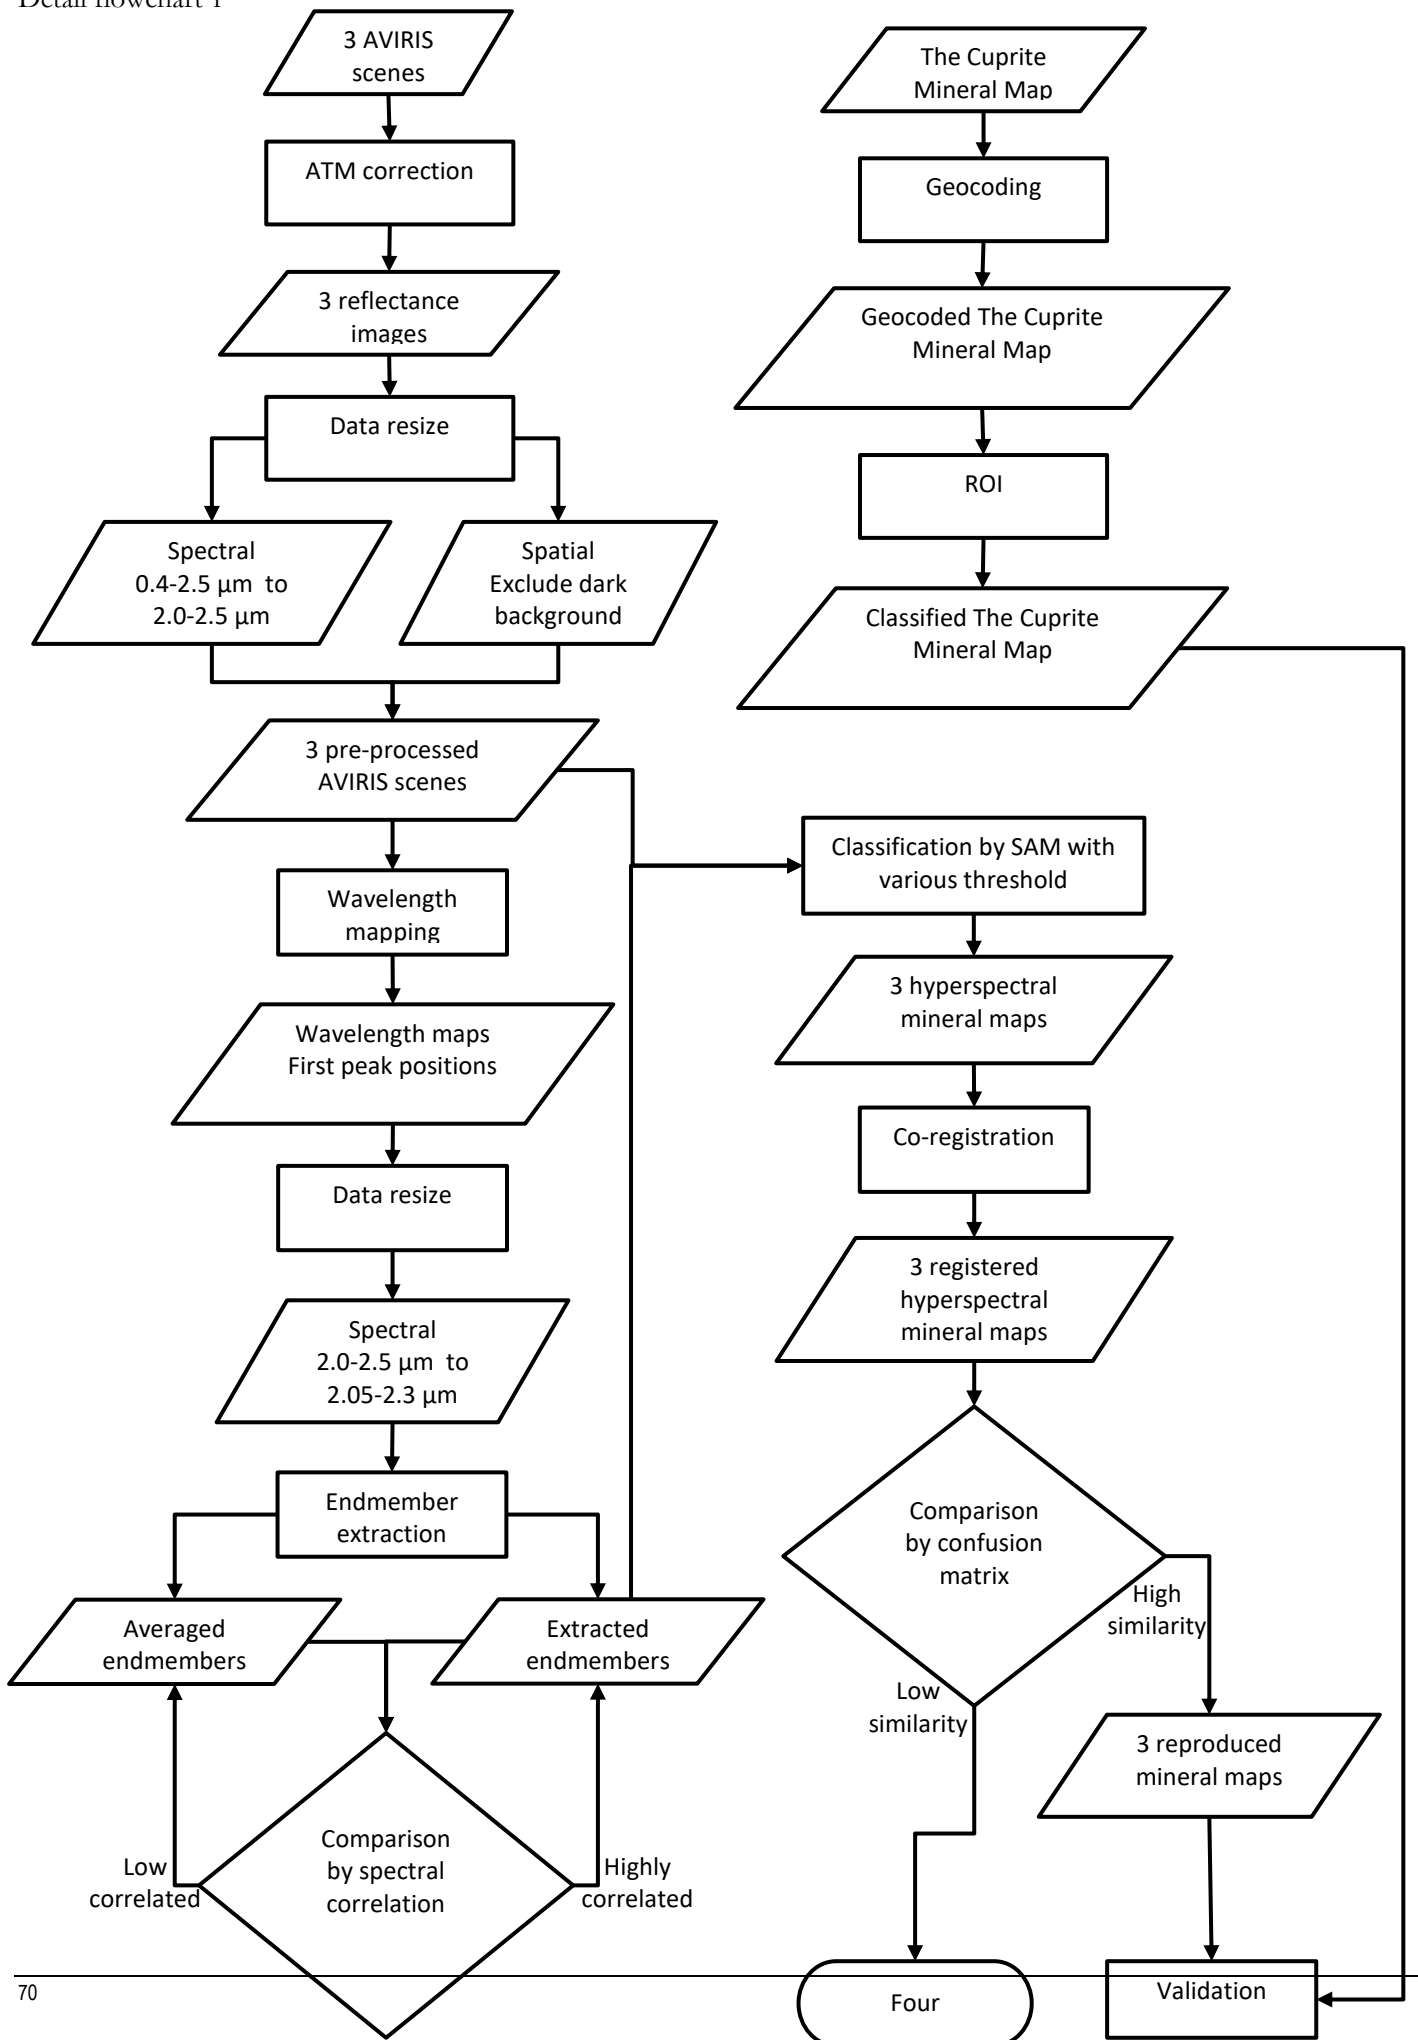 Detail flowchart 1
3 AVIRIS
scenes
ATM correction
3 reflectance
images
Data resize
Spectral
0.4-2.5 µm to
2.0-2.5 µm
Spatial
Exclude dark
background
3 pre-processed
AVIRIS scenes
Wavelength
mapping
Wavelength maps
First peak positions
Data resize
Spectral
2.0-2.5 µm to
2.05-2.3 µm
Endmember
extraction
Averaged
endmembers
Extracted
endmembers
Comparison
by spectral
correlation
Low
correlated
Highly
correlated
The Cuprite
Mineral Map
Geocoding
Geocoded The Cuprite
Mineral Map
ROI
Classified The Cuprite
Mineral Map
Classification by SAM with
various threshold
3 hyperspectral
mineral maps
Co-registration
3 registered
hyperspectral
mineral maps
Comparison
by confusion
matrix
High
similarity
Low
similarity
3 reproduced
mineral maps
Four
Validation
70